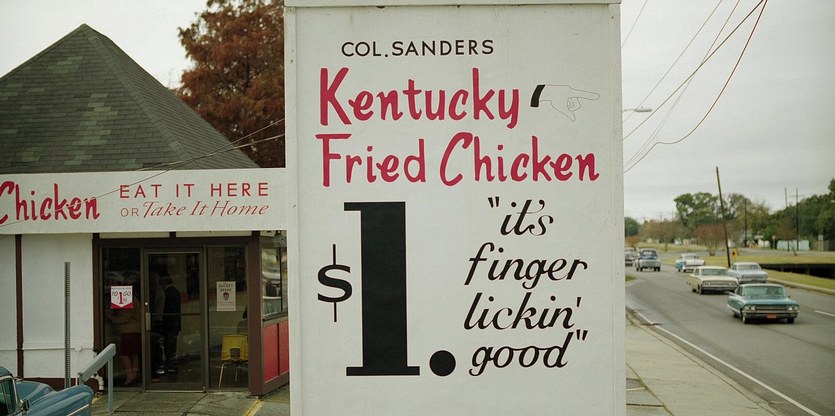 COL. SANDERS
Kentucky
Fried Chicken
$1.
"it's
finger
lickin'
good"
Chicken
EAT IT HERE
OR Take It Home